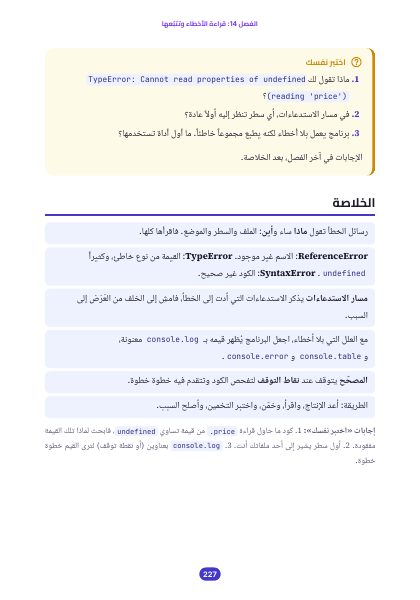 الفصل 14: قراءة الأخطاء وتتبّعها
اختبر نفسك
1. ماذا تقول لك TypeError: Cannot read properties of undefined
(reading 'price')؟
2. في مسار الاستدعاءات، أي سطر تنظر إليه أولاً عادة؟
3. برنامج يعمل بلا أخطاء لكنه يطبع مجموعاً خاطئاً. ما أول أداة تستخدمها؟
الإجابات في آخر الفصل، بعد الخلاصة.
الخلاصة
رسائل الخطأ تقول ماذا ساء وأين: الملف والسطر والموضع. فاقرأها كلها.
ReferenceError: الاسم غير موجود. TypeError: القيمة من نوع خاطئ، وكثيراً
undefined. SyntaxError: الكود غير صحيح.
مسار الاستدعاءات يذكر الاستدعاءات التي أدت إلى الخطأ، فامشِ إلى الخلف من العَرَض إلى
السبب.
مع العلل التي بلا أخطاء، اجعل البرنامج يُظهر قيمه بـ console.log معنونة،
و console.table و console.error.
المصحّح يتوقف عند نقاط التوقف لتفحص الكود وتتقدم فيه خطوة خطوة.
الطريقة: أعد الإنتاج، واقرأ، وخمّن، واختبر التخمين، وأصلح السبب.
إجابات «اختبر نفسك»: 1. كود ما حاول قراءة .price من قيمة تساوي undefined، فابحث لماذا تلك القيمة
مفقودة. 2. أول سطر يشير إلى أحد ملفاتك أنت. 3. console.log بعناوين (أو نقطة توقف) لترى القيم خطوة
خطوة.
227